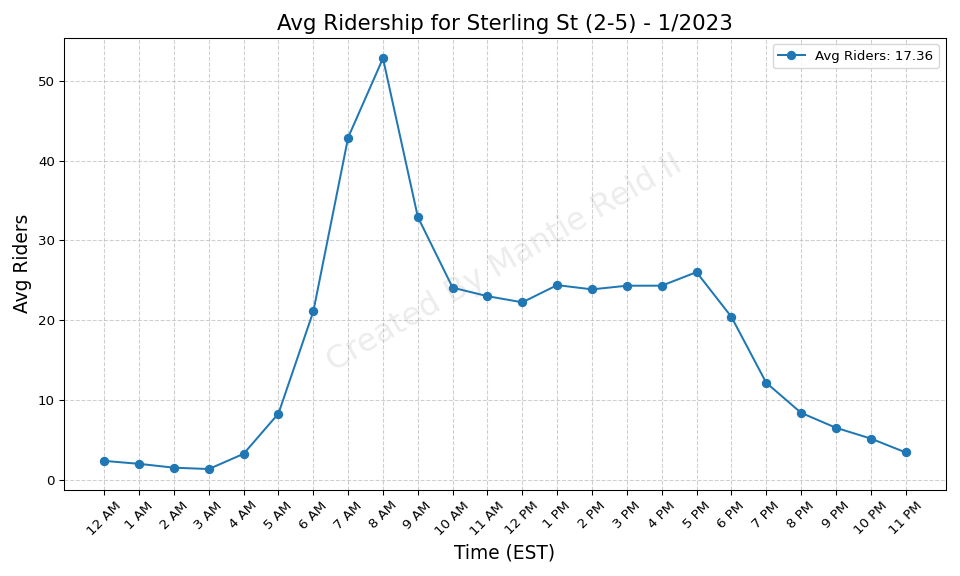 Avg Ridership for Sterling St (2-5) - 1/2023
Avg Riders: 17.36
Avg Riders
50
40
30
20
10
0
Created By Mantle Reid II
12 AM
1 AM
2 AM
3 AM
4 AM
5 AM
6 AM
7 AM
8 AM
9 AM
10 AM
11 AM
12 PM
1 PM
2 PM
3 PM
4 PM
5 PM
6 PM
7 PM
8 PM
9 PM
10 PM
11 PM
Time (EST)